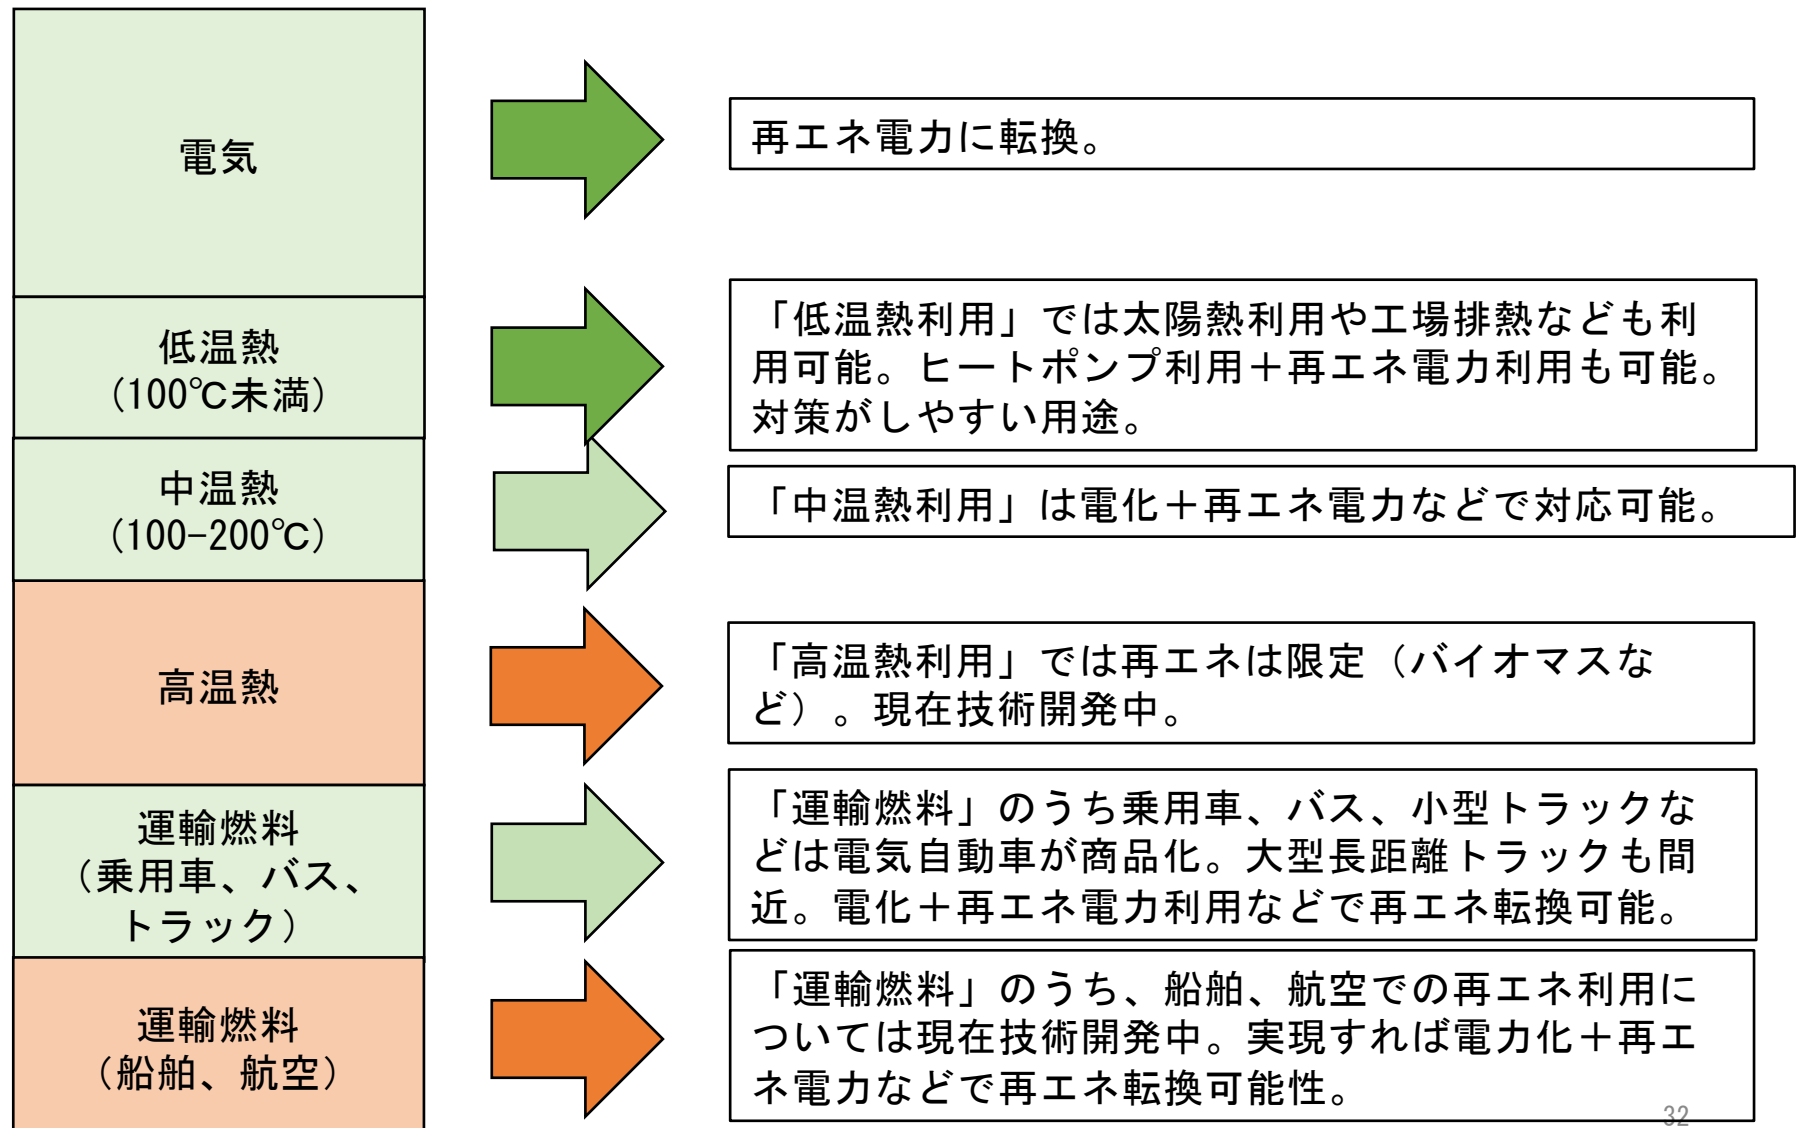 電気
再エネ電力に転換。
低温熱
(100℃未満)
「低温熱利用」では太陽熱利用や工場排熱なども利
用可能。ヒートポンプ利用＋再エネ電力利用も可能。
対策がしやすい用途。
中温熱
(100-200℃)
「中温熱利用」は電化＋再エネ電力などで対応可能。
高温熱
「高温熱利用」では再エネは限定（バイオマスな
ど）。現在技術開発中。
運輸燃料
（乗用車、バス、
トラック）
「運輸燃料」のうち乗用車、バス、小型トラックな
どは電気自動車が商品化。大型長距離トラックも間
近。電化＋再エネ電力利用などで再エネ転換可能。
運輸燃料
（船舶、航空）
「運輸燃料」のうち、船舶、航空での再エネ利用に
ついては現在技術開発中。実現すれば電力化＋再エ
ネ電力などで再エネ転換可能性。
32